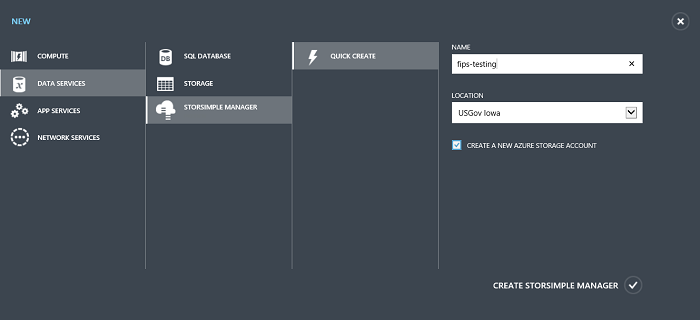 NEW
COMPUTE
DATA SERVICES
APP SERVICES
NETWORK SERVICES
DB
SQL DATABASE
STORAGE
STORSIMPLE MANAGER
QUICK CREATE
NAME
fips-testing
LOCATION
USGov Iowa
CREATE A NEW AZURE STORAGE ACCOUNT
CREATE STORSIMPLE MANAGER